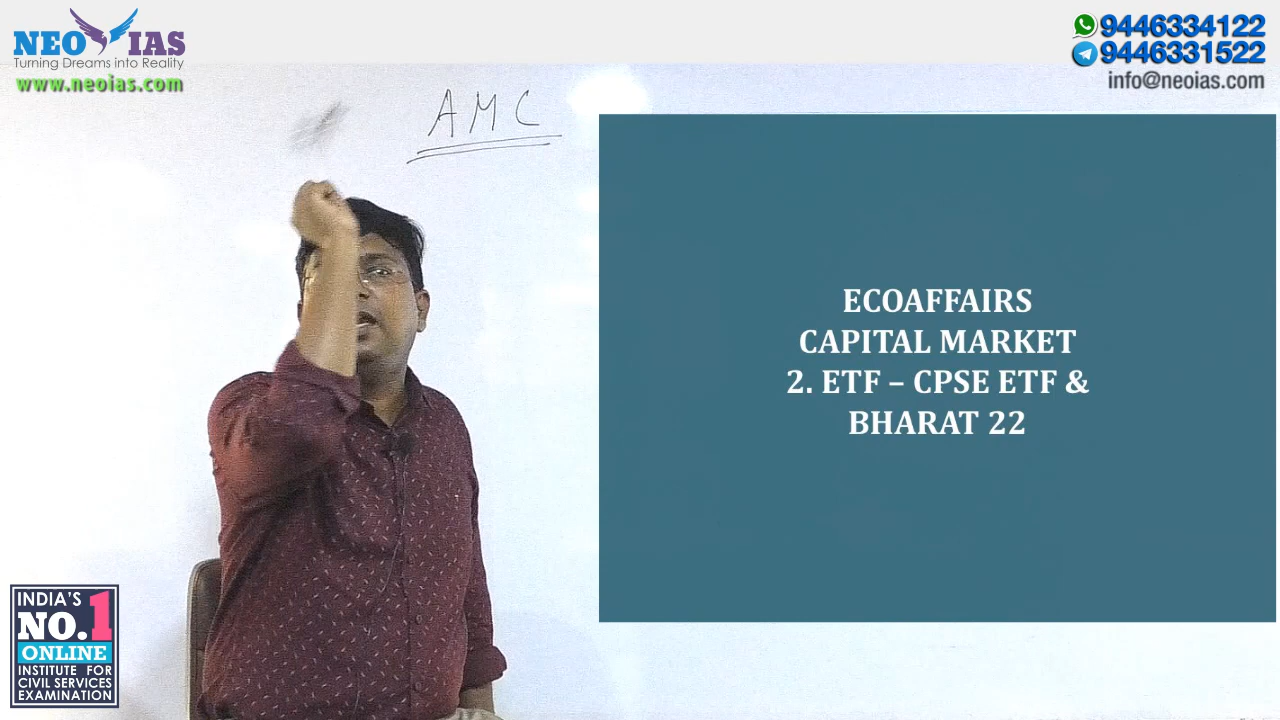 NEO IAS
Turning Dreams into Reality
www.neoias.com
9446334122
9446331522
info@neoias.com
AMC
ECOAFFAIRS
CAPITAL MARKET
2. ETF – CPSE ETF &
BHARAT 22
INDIA'S
NO.1
ONLINE
INSTITUTE FOR
CIVIL SERVICES
EXAMINATION